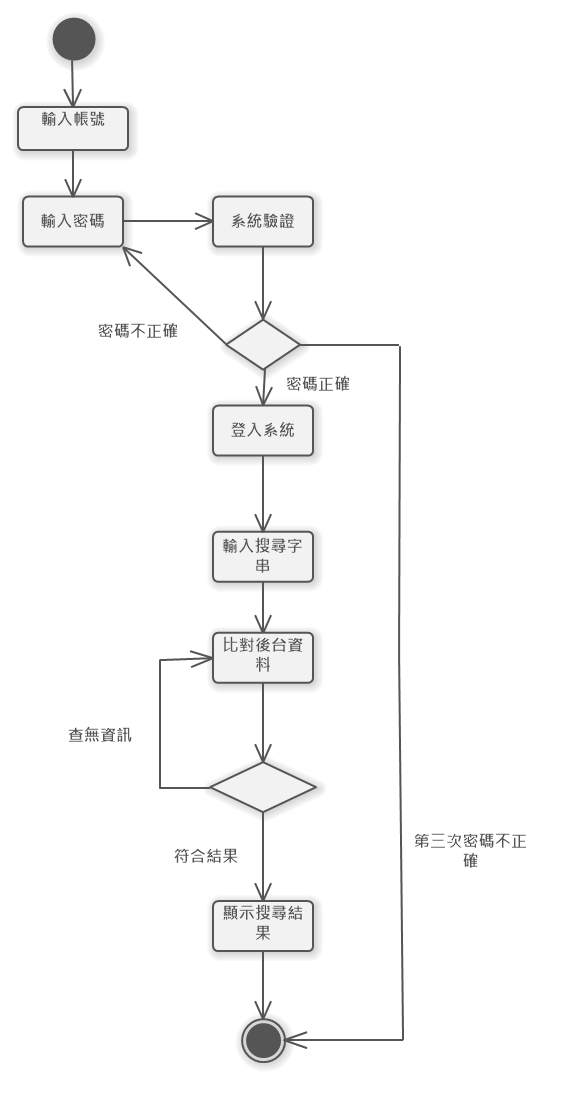 輸入帳號
輸入密碼
系統驗證
密碼不正確
密碼正確
登入系統
輸入搜尋字
串
比對後台資
料
查無資訊
第三次密碼不正
確
符合結果
顯示搜尋結
果